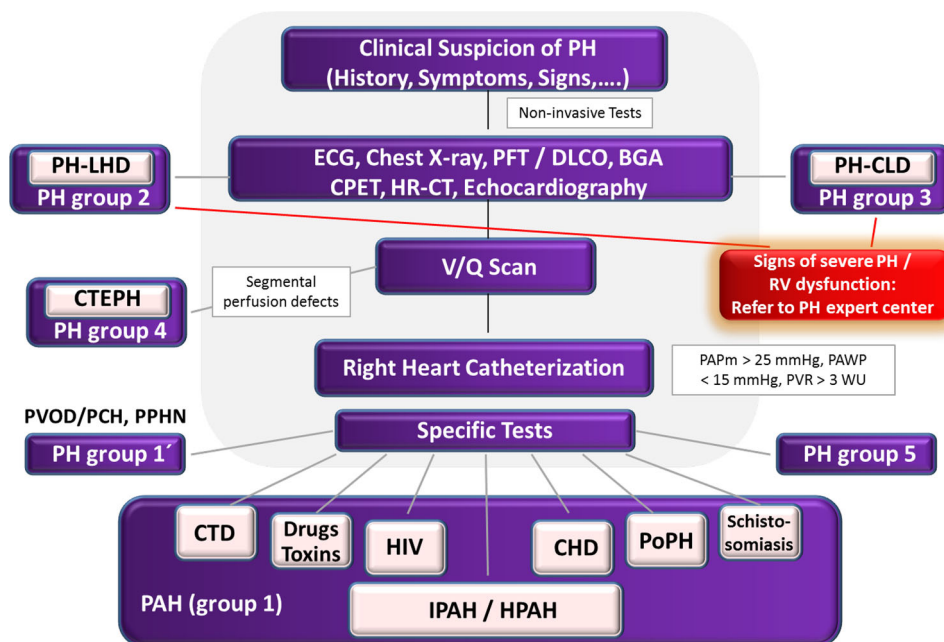 Clinical Suspicion of PH
(History, Symptoms, Signs,....)
Non-invasive Tests
PH-LHD
PH group 2
ECG, Chest X-ray, PFT / DLCO, BGA
CPET, HR-CT, Echocardiography
PH-CLD
PH group 3
V/Q Scan
Segmental
perfusion defects
Signs of severe PH /
RV dysfunction:
Refer to PH expert center
CTEPH
PH group 4
Right Heart Catheterization
PAPm > 25 mmHg, PAWP
< 15 mmHg, PVR > 3 WU
PVOD/PCH, PPHN
PH group 1´
Specific Tests
PH group 5
CTD
Drugs
Toxins
HIV
CHD
PoPH
Schisto-
somiasis
PAH (group 1)
IPAH / HPAH